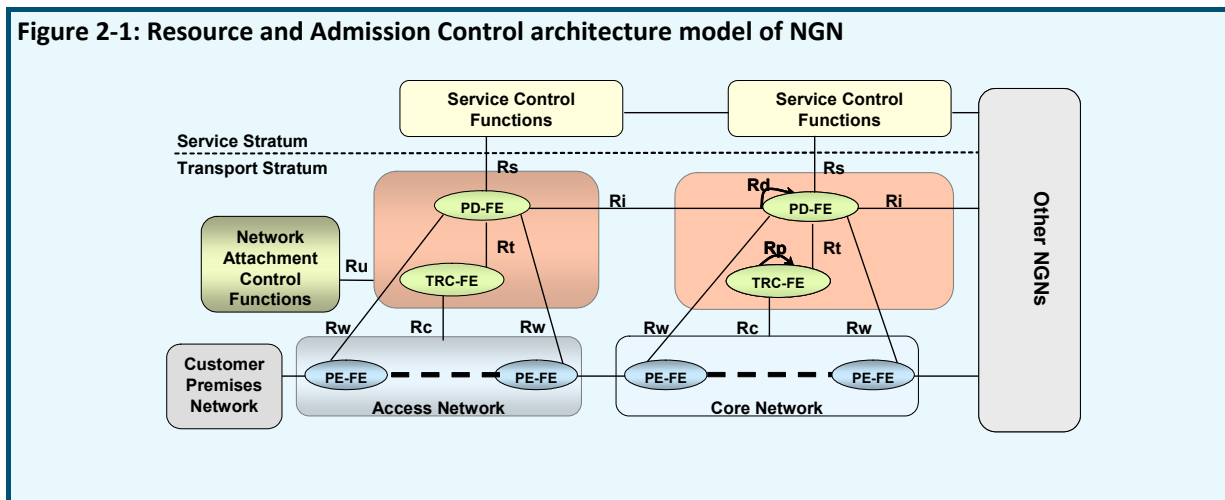 Figure 2-1: Resource and Admission Control architecture model of NGN
Service Control
Functions
Service Control
Functions
Service Stratum
Transport Stratum
Rs
Rs
Rd
PD-FE
Ri
PD-FE
Ri
Network
Attachment
Control
Functions
Ru
Rt
Rp
Rt
TRC-FE
TRC-FE
Other NGNs
Rw
Rc
Rw
Rw
Rc
Rw
Customer
Premises
Network
PE-FE
PE-FE
PE-FE
PE-FE
Access Network
Core Network